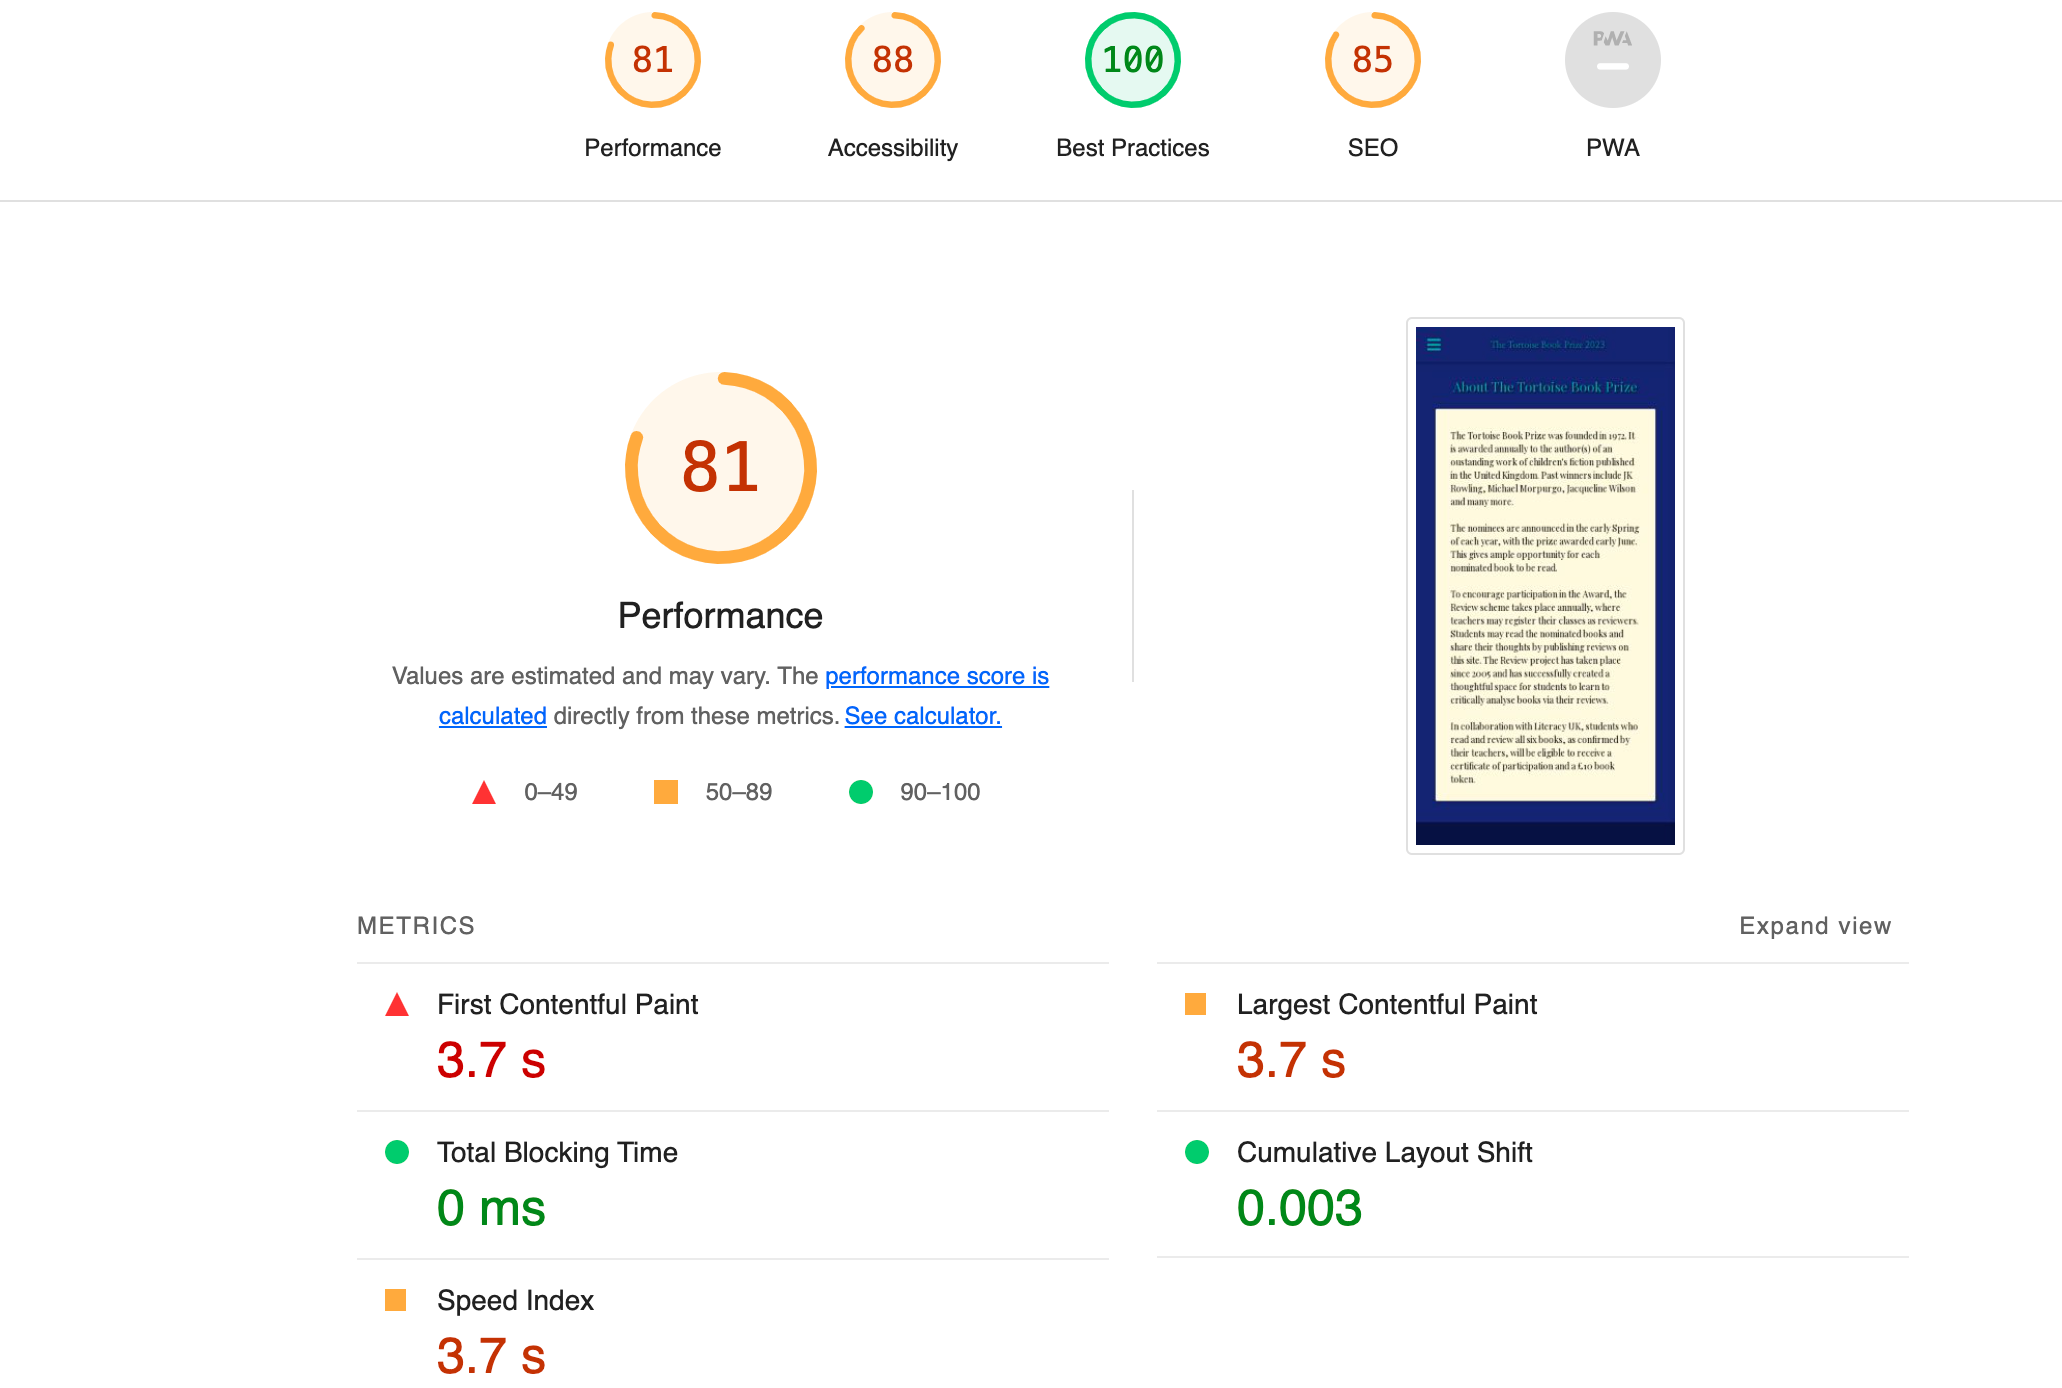 81
88
100
85
PWA
Performance
Accessibility
Best Practices
SEO
PWA
81
Performance
Values are estimated and may vary. The performance score is
calculated directly from these metrics. See calculator.
0–49
50–89
90–100
The Tortoise Book Prize 2023
About The Tortoise Book Prize
The Tortoise Book Prize was founded in 1972. It
is awarded annually to the author(s) of an
oustanding work of children's fiction published
in the United Kingdom. Past winners include JK
Rowling, Michael Morpurgo, Jacqueline Wilson
and many more.
The nominees are announced in the early Spring
of each year, with the prize awarded early June.
This gives ample opportunity for each
nominated book to be read.
To encourage participation in the Award, the
Review scheme takes place annually, where
teachers may register their classes as reviewers.
Students may read the nominated books and
share their thoughts by publishing reviews on
this site. The Review project has taken place
since 2005 and has successfully created a
thoughtful space for students to learn to
critically analyse books via their reviews.
In collaboration with Literacy UK, students who
read and review all six books, as confirmed by
their teachers, will be eligible to receive a
certificate of participation and a £10 book
token.
METRICS
Expand view
First Contentful Paint
3.7 s
Largest Contentful Paint
3.7 s
Total Blocking Time
0 ms
Cumulative Layout Shift
0.003
Speed Index
3.7 s